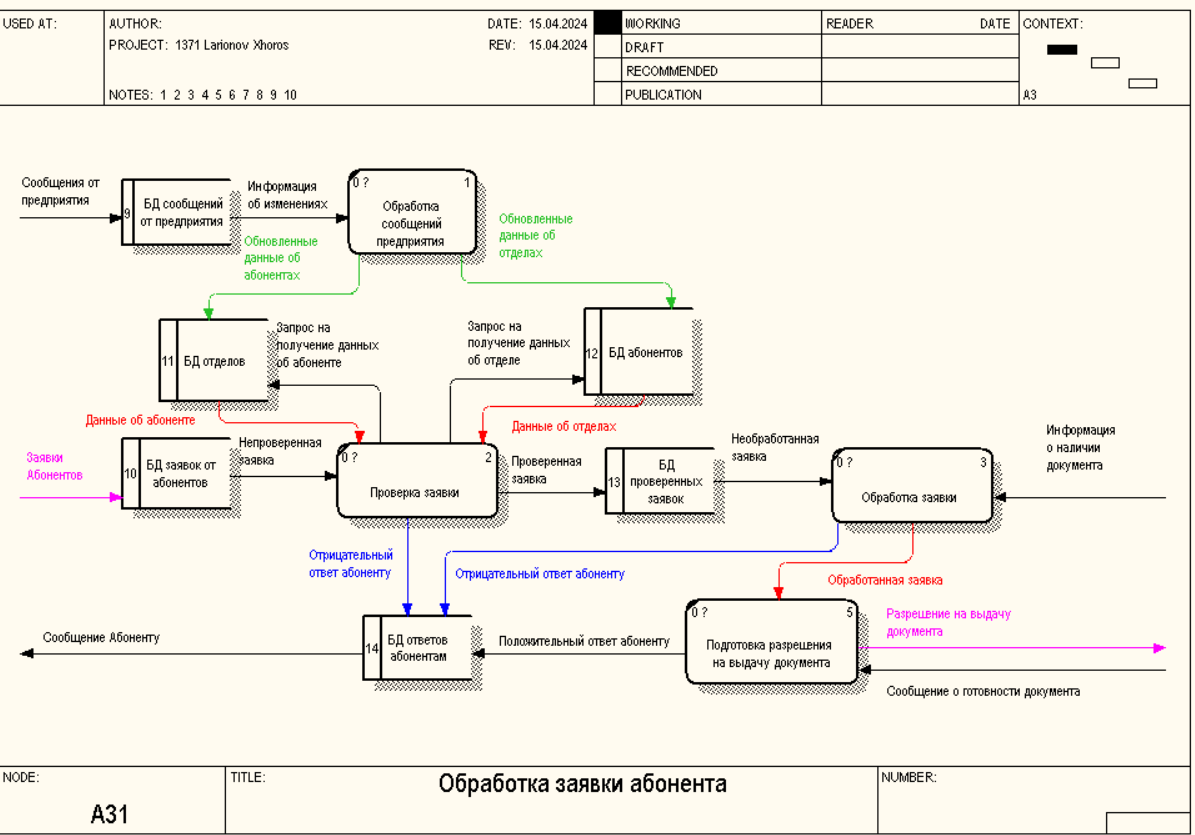 USED AT:
AUTHOR:
DATE: 15.04.2024
WORKING
READER
DATE
CONTEXT:
PROJECT: 1371 Larionov Xhoros
REV: 15.04.2024
DRAFT
RECOMMENDED
NOTES: 1 2 3 4 5 6 7 8 9 10
PUBLICATION
A3
Сообщения от
предприятия
9
БД сообщений
от предприятия
Информация
об изменениях
0 ?
1
Обработка
сообщений
предприятия
Обновленные
данные об
отделах
Обновленные
данные об
абонентах
11
БД отделов
Запрос на
получение данных
об абоненте
Запрос на
получение данных
об отделе
12
БД абонентов
Данные об абоненте
Данные об отделах
Заявки
Абонентов
10
БД заявок от
абонентов
Непроверенная
заявка
0 ?
2
Проверка заявки
Проверенная
заявка
13
БД
проверенных
заявок
Необработанная
заявка
0 ?
3
Обработка заявки
Информация
о наличии
документа
Отрицательный
ответ абоненту
Отрицательный ответ абоненту
Обработанная заявка
Сообщение Абоненту
14
БД ответов
абонентам
Положительный ответ абоненту
0 ?
5
Подготовка разрешения
на выдачу документа
Разрешение на выдачу
документа
Сообщение о готовности документа
NODE:
A31
TITLE:
Обработка заявки абонента
NUMBER: